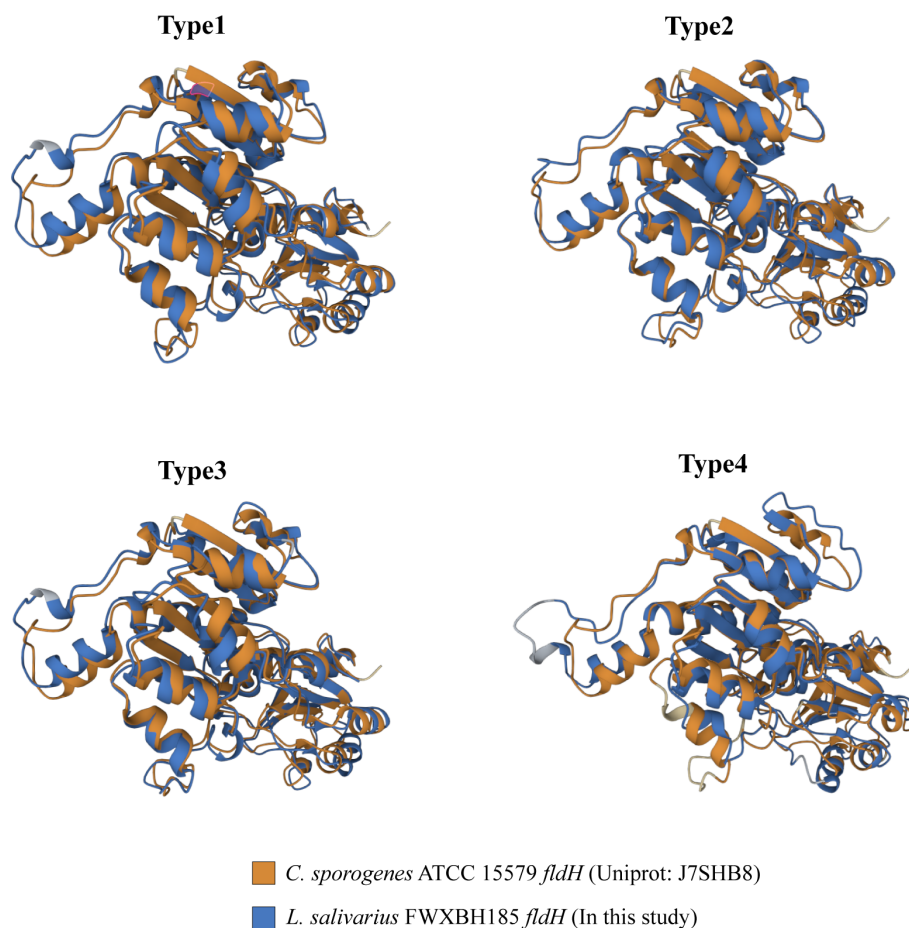 Type1
Type2
Type3
Type4
C. sporogenes ATCC 15579 fldH (Uniprot: J7SHB8)
L. salivarius FWXBH185 fldH (In this study)